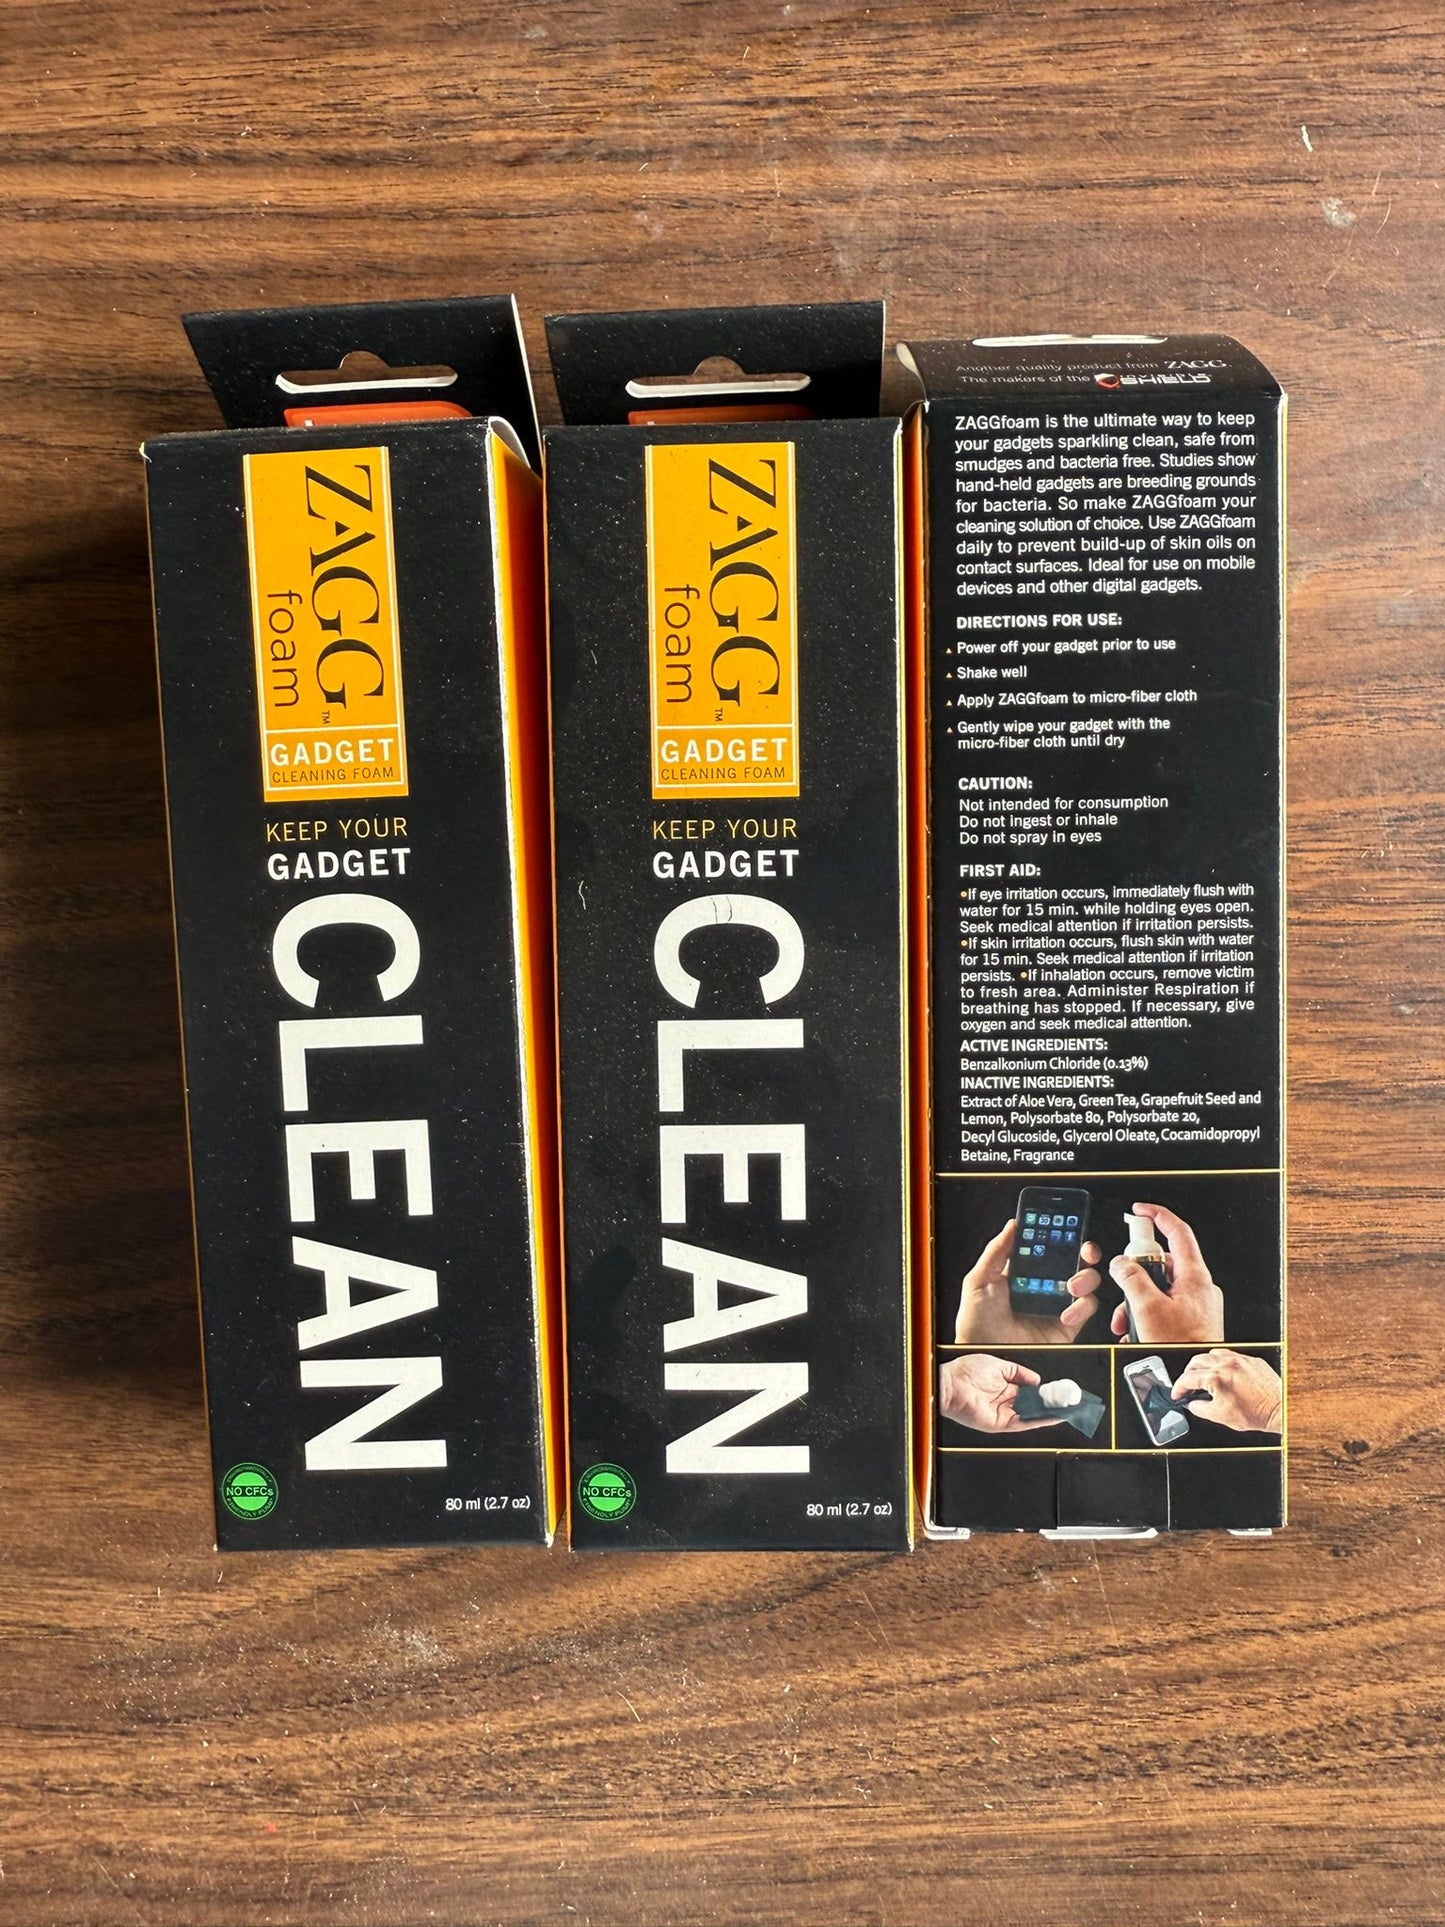 ZAGG™
foam
GADGET
CLEANING FOAM
KEEP YOUR
GADGET
CLEAN
NO CFCs
80 ml (2.7 oz)
ZAGG™
foam
GADGET
CLEANING FOAM
KEEP YOUR
GADGET
CLEAN
NO CFCs
80 ml (2.7 oz)
Another quality product from ZAGG.
The makers of the SHIELD
ZAGGfoam is the ultimate way to keep
your gadgets sparkling clean, safe from
smudges and bacteria free. Studies show
hand-held gadgets are breeding grounds
for bacteria. So make ZAGGfoam your
cleaning solution of choice. Use ZAGGfoam
daily to prevent build-up of skin oils on
contact surfaces. Ideal for use on mobile
devices and other digital gadgets.
DIRECTIONS FOR USE:
▲ Power off your gadget prior to use
▲ Shake well
▲ Apply ZAGGfoam to micro-fiber cloth
▲ Gently wipe your gadget with the
micro-fiber cloth until dry
CAUTION:
Not intended for consumption
Do not ingest or inhale
Do not spray in eyes
FIRST AID:
•If eye irritation occurs, immediately flush with
water for 15 min. while holding eyes open.
Seek medical attention if irritation persists.
•If skin irritation occurs, flush skin with water
for 15 min. Seek medical attention if irritation
persists. •If inhalation occurs, remove victim
to fresh area. Administer Respiration if
breathing has stopped. If necessary, give
oxygen and seek medical attention.
ACTIVE INGREDIENTS:
Benzalkonium Chloride (0.13%)
INACTIVE INGREDIENTS:
Extract of Aloe Vera, Green Tea, Grapefruit Seed and
Lemon, Polysorbate 80, Polysorbate 20,
Decyl Glucoside, Glycerol Oleate, Cocamidopropyl
Betaine, Fragrance